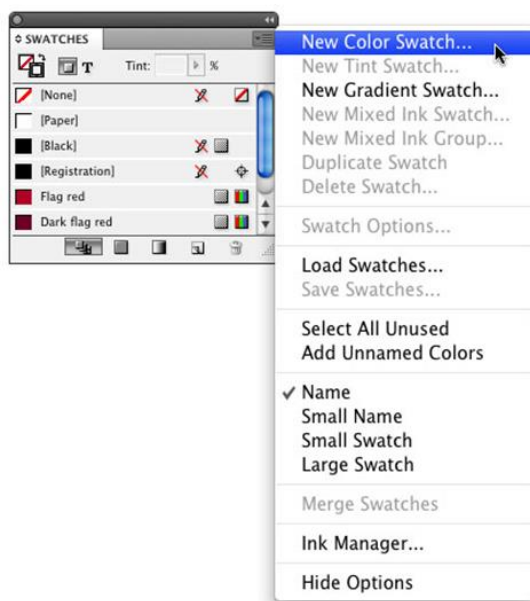 SWATCHES
T Tint: %
[None]
[Paper]
[Black]
[Registration]
Flag red
Dark flag red
New Color Swatch...
New Tint Swatch...
New Gradient Swatch...
New Mixed Ink Swatch...
New Mixed Ink Group...
Duplicate Swatch
Delete Swatch...
Swatch Options...
Load Swatches...
Save Swatches...
Select All Unused
Add Unnamed Colors
Name
Small Name
Small Swatch
Large Swatch
Merge Swatches
Ink Manager...
Hide Options